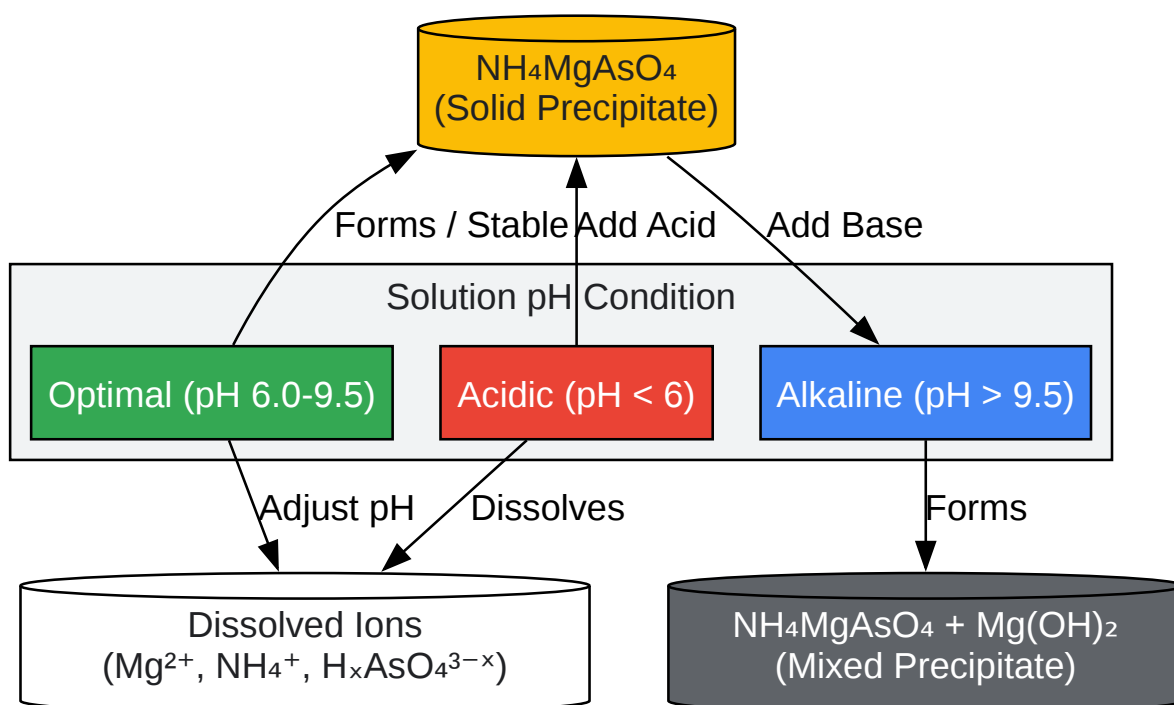 NH₄MgAsO₄
(Solid Precipitate)
Forms / Stable
Add Acid
Add Base
Solution pH Condition
Optimal (pH 6.0-9.5)
Acidic (pH < 6)
Alkaline (pH > 9.5)
Adjust pH
Dissolves
Forms
Dissolved Ions
(Mg²⁺, NH₄⁺, HₓAsO₄³⁻ˣ)
NH₄MgAsO₄ + Mg(OH)₂
(Mixed Precipitate)